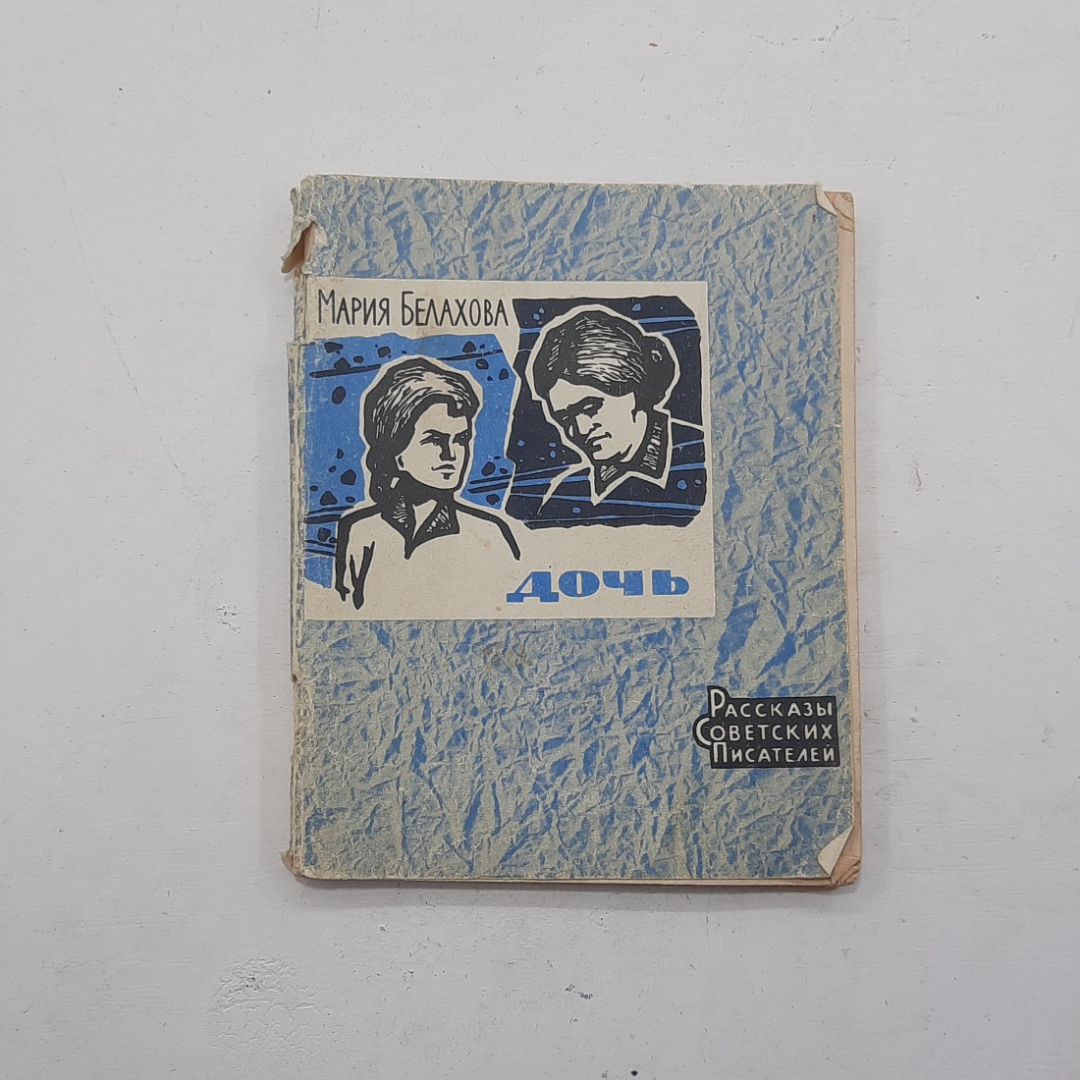 Мария Белахова
дочь
Рассказы
Советских
Писателей